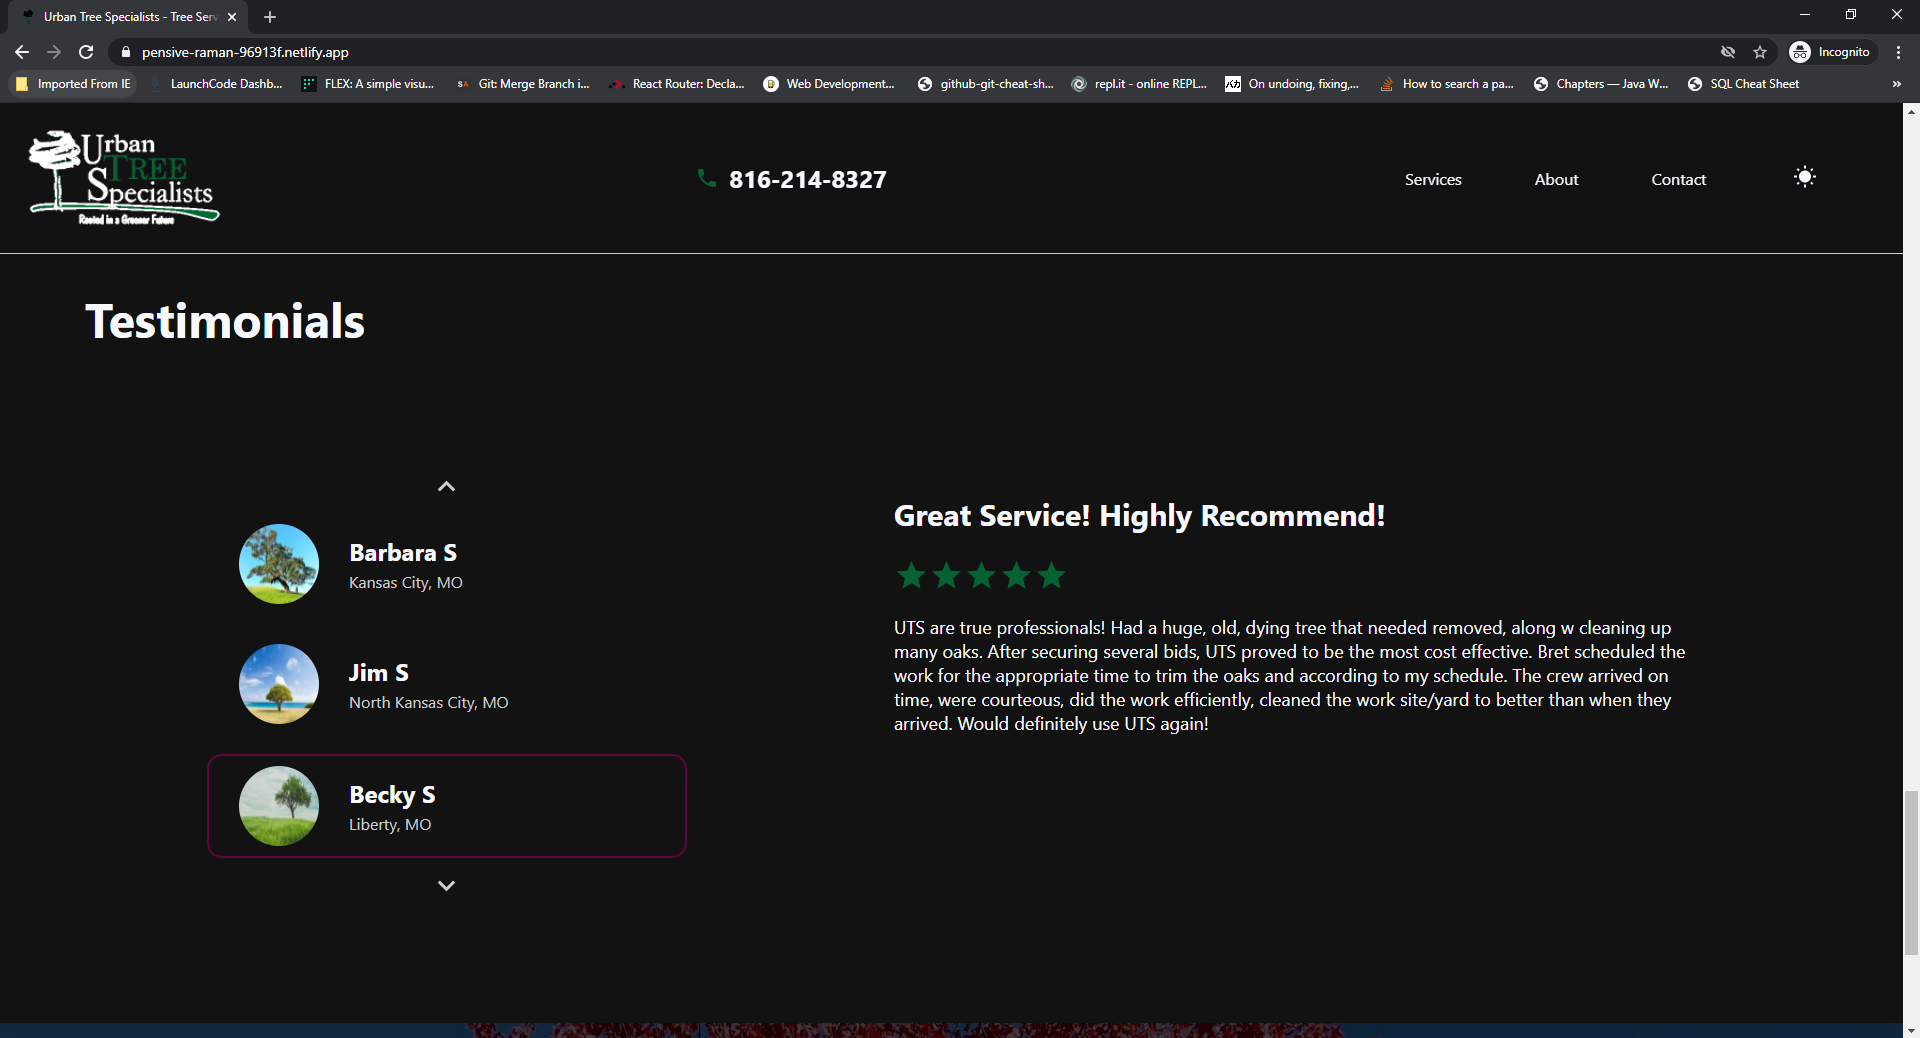 Urban Tree Specialists - Tree Serv
pensive-raman-96913f.netlify.app
Incognito
Imported From IE
LaunchCode Dashb...
FLEX: A simple visu...
SA
Git: Merge Branch i...
React Router: Decla...
Web Development...
github-git-cheat-sh...
repl.it - online REPL...
バカ
On undoing, fixing,...
How to search a pa...
Chapters — Java W...
SQL Cheat Sheet
»
Urban
TREE
Specialists
Rooted in a Greener Future
816-214-8327
Services
About
Contact
Testimonials
Barbara S
Kansas City, MO
Jim S
North Kansas City, MO
Becky S
Liberty, MO
Great Service! Highly Recommend!
UTS are true professionals! Had a huge, old, dying tree that needed removed, along w cleaning up
many oaks. After securing several bids, UTS proved to be the most cost effective. Bret scheduled the
work for the appropriate time to trim the oaks and according to my schedule. The crew arrived on
time, were courteous, did the work efficiently, cleaned the work site/yard to better than when they
arrived. Would definitely use UTS again!